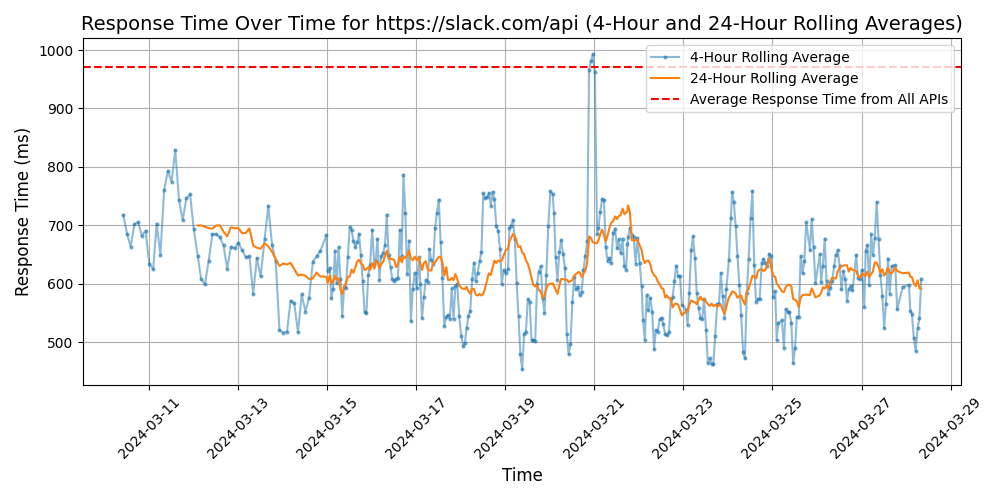 Response Time Over Time for https://slack.com/api (4-Hour and 24-Hour Rolling Averages)
1000
900
800
700
600
500
Response Time (ms)
4-Hour Rolling Average
24-Hour Rolling Average
Average Response Time from All APIs
2024-03-11
2024-03-13
2024-03-15
2024-03-17
2024-03-19
2024-03-21
2024-03-23
2024-03-25
2024-03-27
2024-03-29
Time